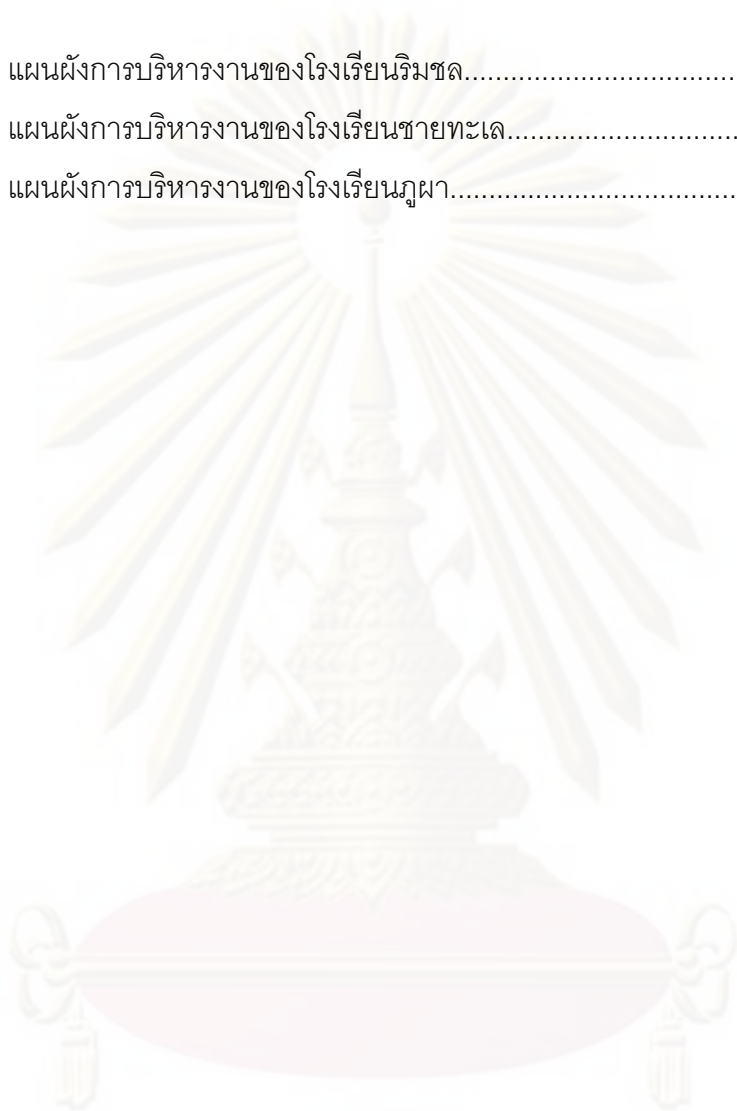 แผนผังการบริหารงานของโรงเรียนริมชล..................................
แผนผังการบริหารงานของโรงเรียนชายทะเล.............................
แผนผังการบริหารงานของโรงเรียนภูผา....................................